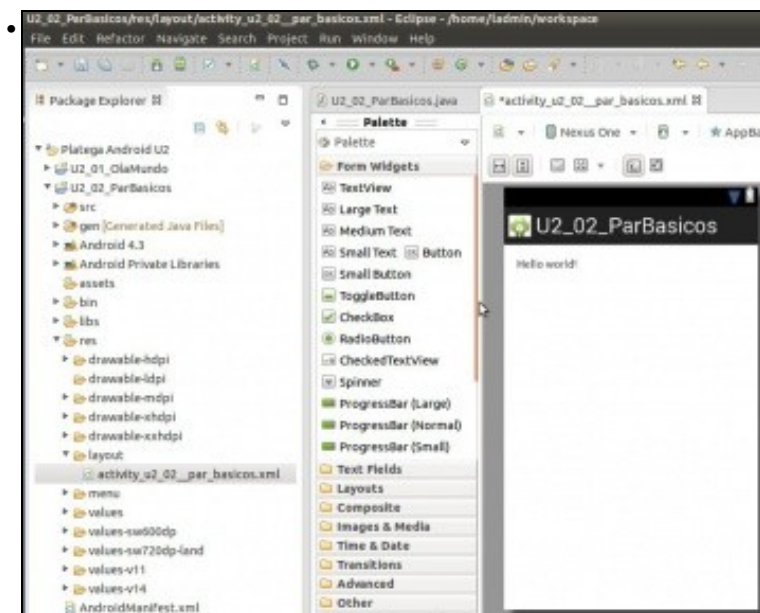 U2_02_ParBasicos/res/layout/activity_u2_02__par_basicos.xml - Eclipse - /home/ladmin/workspace
File Edit Refactor Navigate Search Project Run Window Help
Package Explorer
U2_02_ParBasicos.java
*activity_u2_02__par_basicos.xml
Palette
Palette
Nexus One
AppBa
Platega Android U2
U2_01_OlaMundo
U2_02_ParBasicos
src
gen [Generated Java Files]
Android 4.3
Android Private Libraries
assets
bin
libs
res
drawable-hdpi
drawable-ldpi
drawable-mdpi
drawable-xhdpi
drawable-xxhdpi
layout
activity_u2_02__par_basicos.xml
menu
values
values-sw600dp
values-sw720dp-land
values-v11
values-v14
AndroidManifest.xml
Form Widgets
TextView
Large Text
Medium Text
Small Text Button
Small Button
ToggleButton
CheckBox
RadioButton
CheckedTextView
Spinner
ProgressBar (Large)
ProgressBar (Normal)
ProgressBar (Small)
Text Fields
Layouts
Composite
Images & Media
Time & Date
Transitions
Advanced
Other
U2_02_ParBasicos
Hello world!